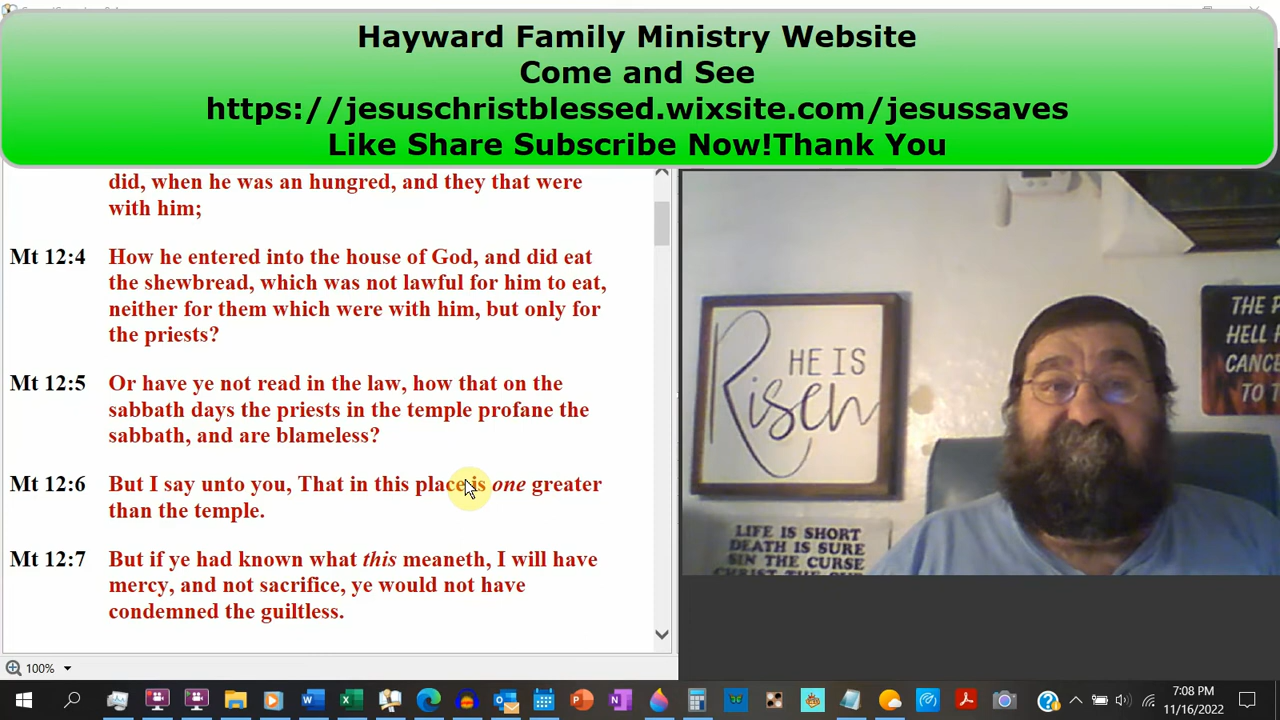 Hayward Family Ministry Website
Come and See
https://jesuschristblessed.wixsite.com/jesussaves
Like Share Subscribe Now!Thank You
did, when he was an hungred, and they that were
with him;
Mt 12:4 How he entered into the house of God, and did eat
the shewbread, which was not lawful for him to eat,
neither for them which were with him, but only for
the priests?
Mt 12:5 Or have ye not read in the law, how that on the
sabbath days the priests in the temple profane the
sabbath, and are blameless?
Mt 12:6 But I say unto you, That in this place is one greater
than the temple.
Mt 12:7 But if ye had known what this meaneth, I will have
mercy, and not sacrifice, ye would not have
condemned the guiltless.
100%
HE IS
Risen
THE
HELL
CANCE
TO
LIFE IS SHORT
DEATH IS SURE
SIN THE CURSE
CHRIST THE
7:08 PM
11/16/2022